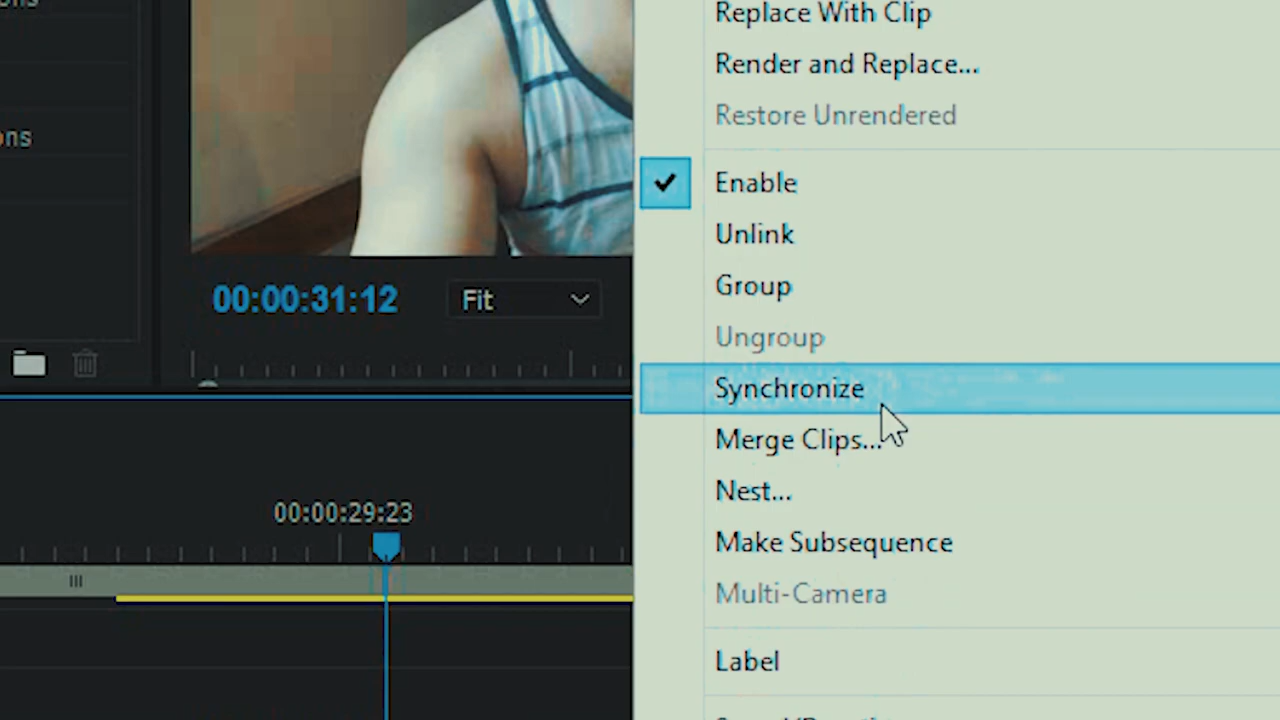 Replace With Clip
Render and Replace...
Restore Unrendered
ns
Enable
Unlink
Group
00:00:31:12
Fit
Ungroup
Synchronize
Merge Clips...
Nest...
00:00:29:23
Make Subsequence
Multi-Camera
Label